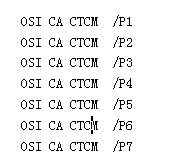 OSI CA CTCM  /P1
OSI CA CTCM  /P2
OSI CA CTCM  /P3
OSI CA CTCM  /P4
OSI CA CTCM  /P5
OSI CA CTCM  /P6
OSI CA CTCM  /P7